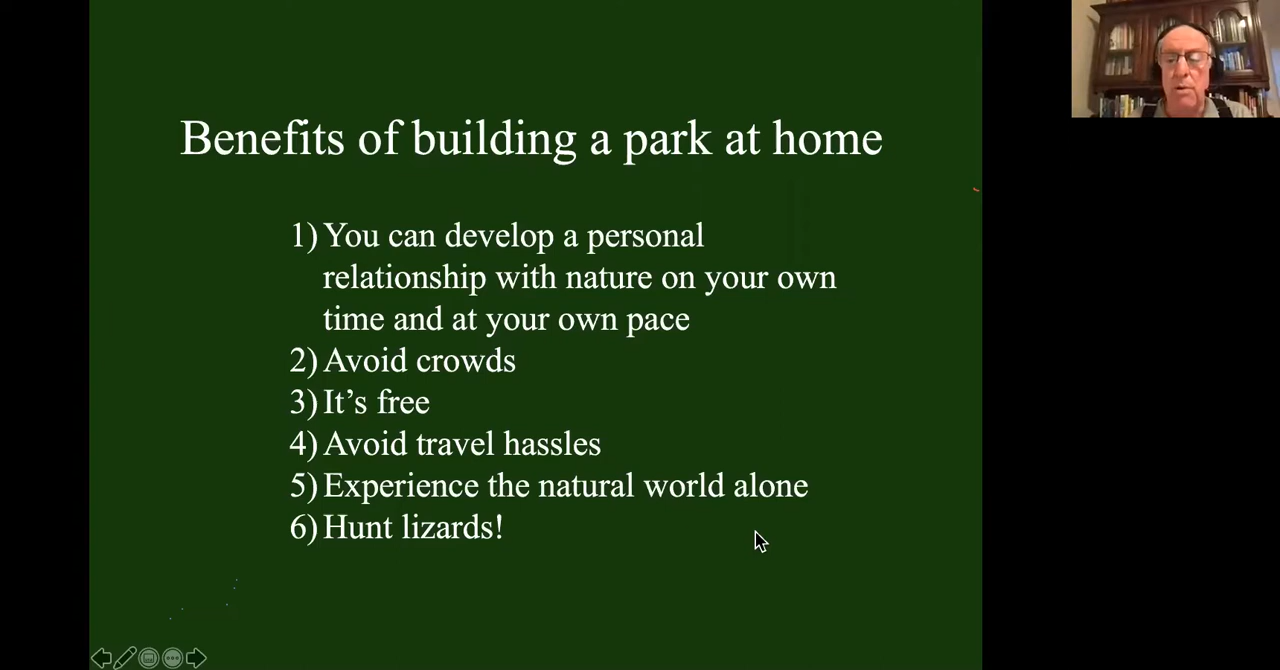 Benefits of building a park at home
1) You can develop a personal
relationship with nature on your own
time and at your own pace
2) Avoid crowds
3) It’s free
4) Avoid travel hassles
5) Experience the natural world alone
6) Hunt lizards!